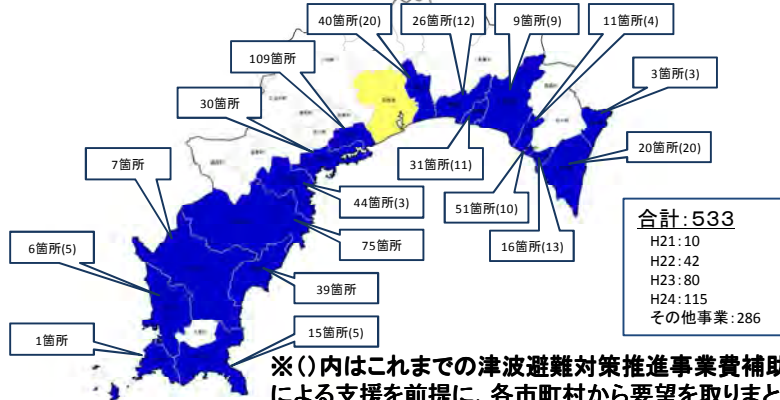 40箇所(20)
26箇所(12)
9箇所(9)
11箇所(4)
109箇所
3箇所(3)
30箇所
31箇所(11)
20箇所(20)
7箇所
44箇所(3)
51箇所(10)
16箇所(13)
75箇所
6箇所(5)
39箇所
1箇所
15箇所(5)
合計:533
H21:10
H22:42
H23:80
H24:115
その他事業:286
※()内はこれまでの津波避難対策推進事業費補助
による支援を前提に、各市町村から要望を取りまと